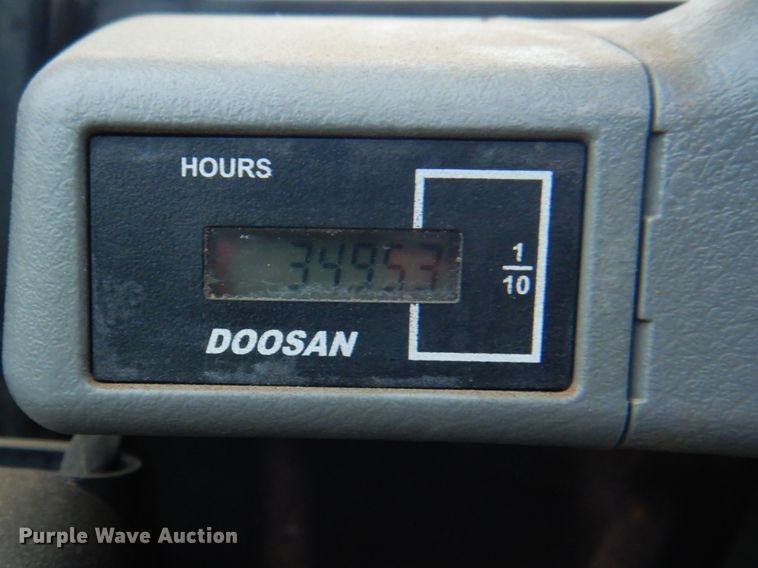 HOURS
34953
1
10
DOOSAN
Purple Wave Auction